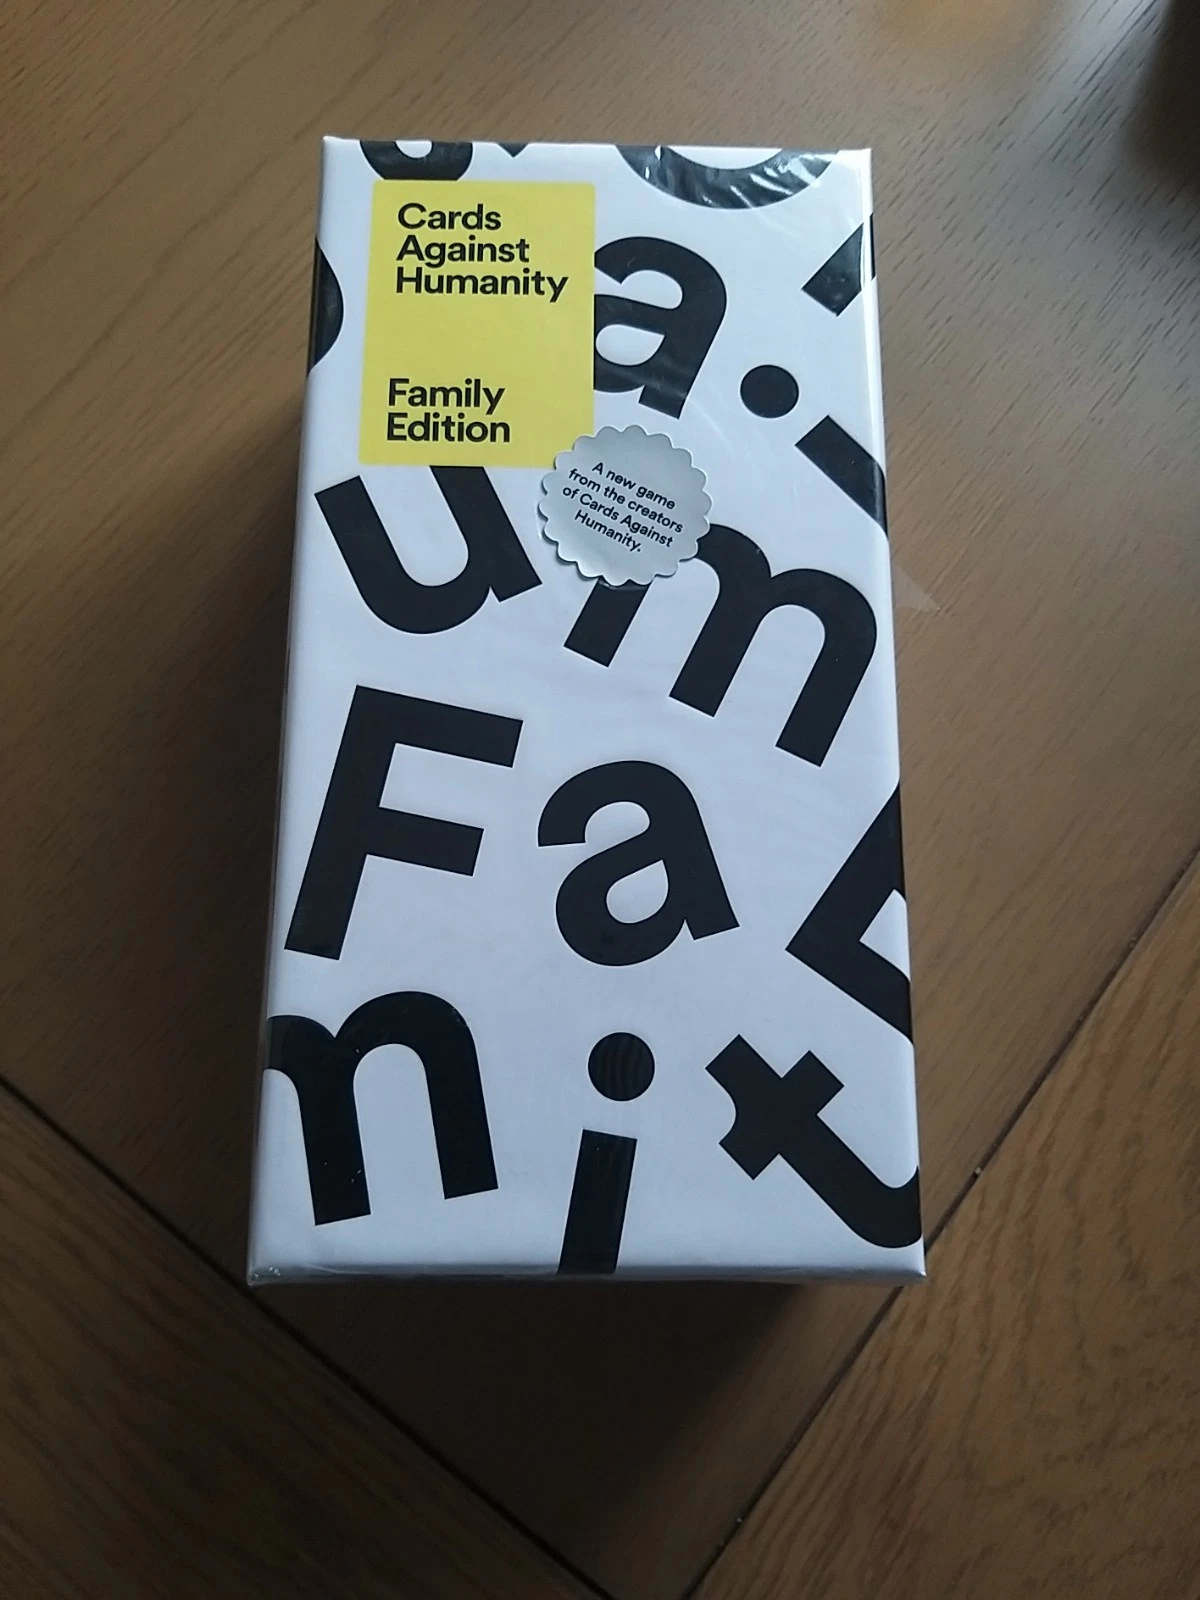 Cards
Against
Humanity
Family
Edition
A new game
from the creators
of Cards Against
Humanity.
a
i
u
i m
F a
m
i
t